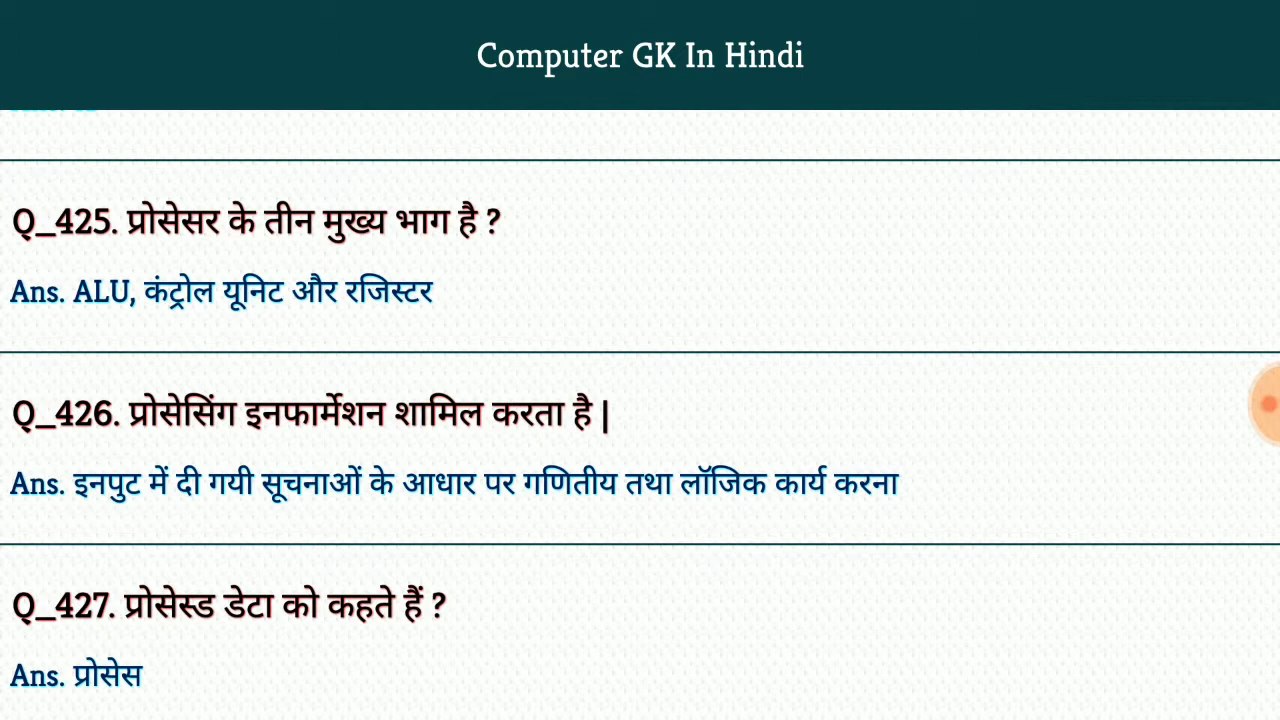 Computer GK In Hindi
Q_425. प्रोसेसर के तीन मुख्य भाग है ?
Ans. ALU, कंट्रोल यूनिट और रजिस्टर
Q_426. प्रोसेसिंग इनफार्मेशन शामिल करता है |
Ans. इनपुट में दी गयी सूचनाओं के आधार पर गणितीय तथा लॉजिक कार्य करना
Q_427. प्रोसेस्ड डेटा को कहते हैं ?
Ans. प्रोसेस